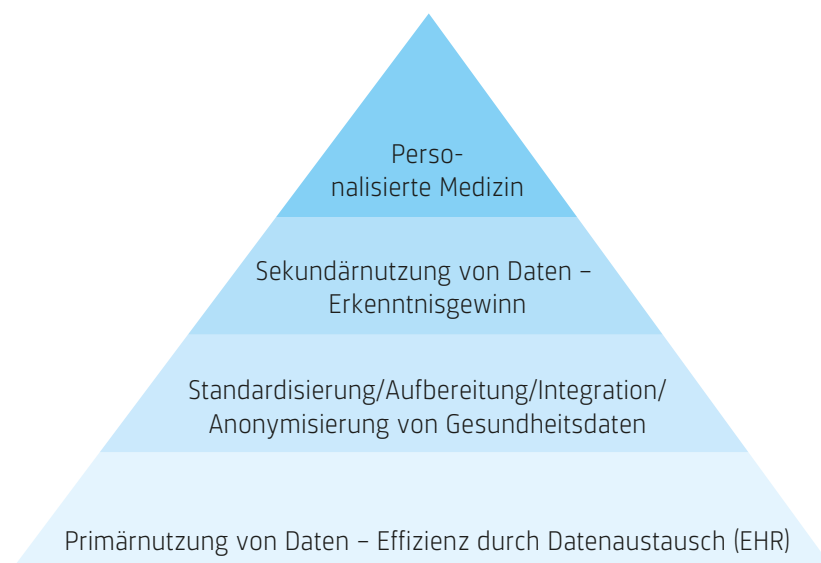 Perso-
nalisierte Medizin
Sekundärnutzung von Daten –
Erkenntnisgewinn
Standardisierung/Aufbereitung/Integration/
Anonymisierung von Gesundheitsdaten
Primärnutzung von Daten – Effizienz durch Datenaustausch (EHR)